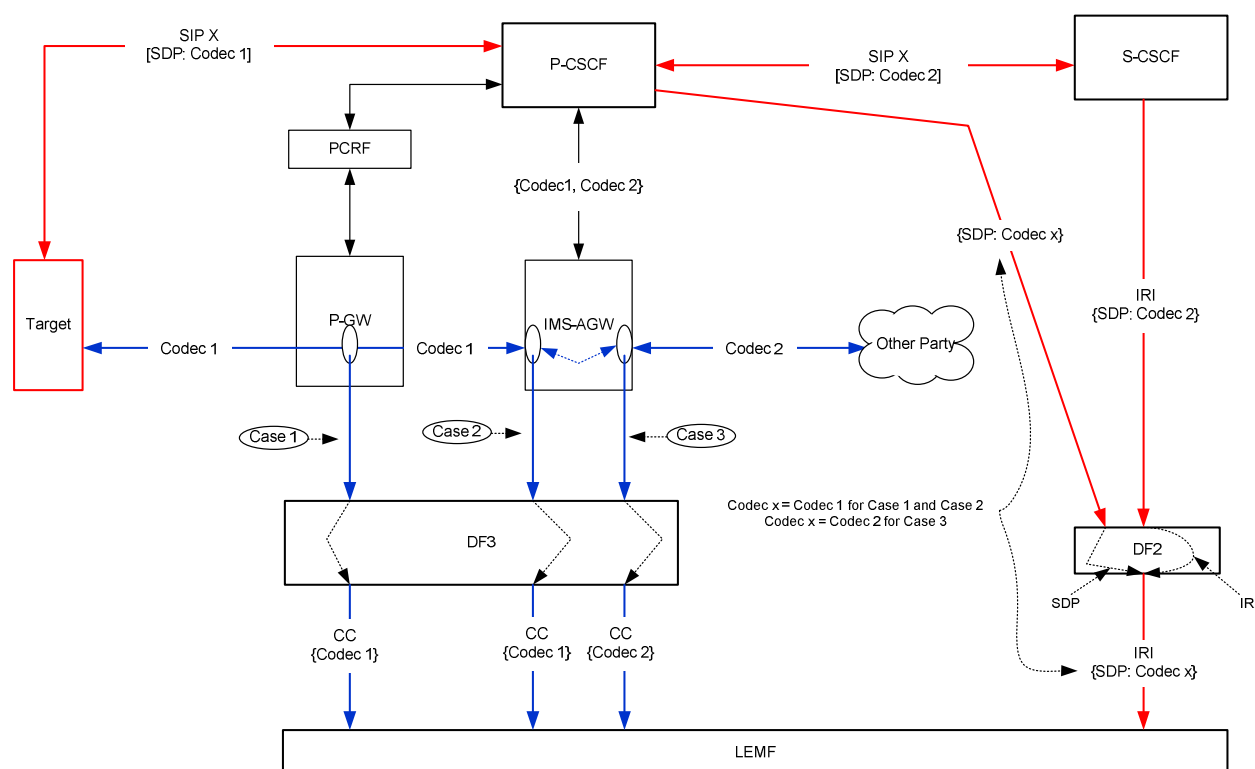 SIP X
[SDP: Codec 1]
P-CSCF
SIP X
[SDP: Codec 2]
S-CSCF
PCRF
{Codec1, Codec 2}
{SDP: Codec x}
Target
P-GW
IMS-AGW
IRI
{SDP: Codec 2}
Codec 1
Codec 1
Codec 2
Other Party
Case 1
Case 2
Case 3
Codec x = Codec 1 for Case 1 and Case 2
Codec x = Codec 2 for Case 3
DF3
DF2
SDP
IR
CC
{Codec 1}
CC
{Codec 1}
CC
{Codec 2}
IRI
{SDP: Codec x}
LEMF